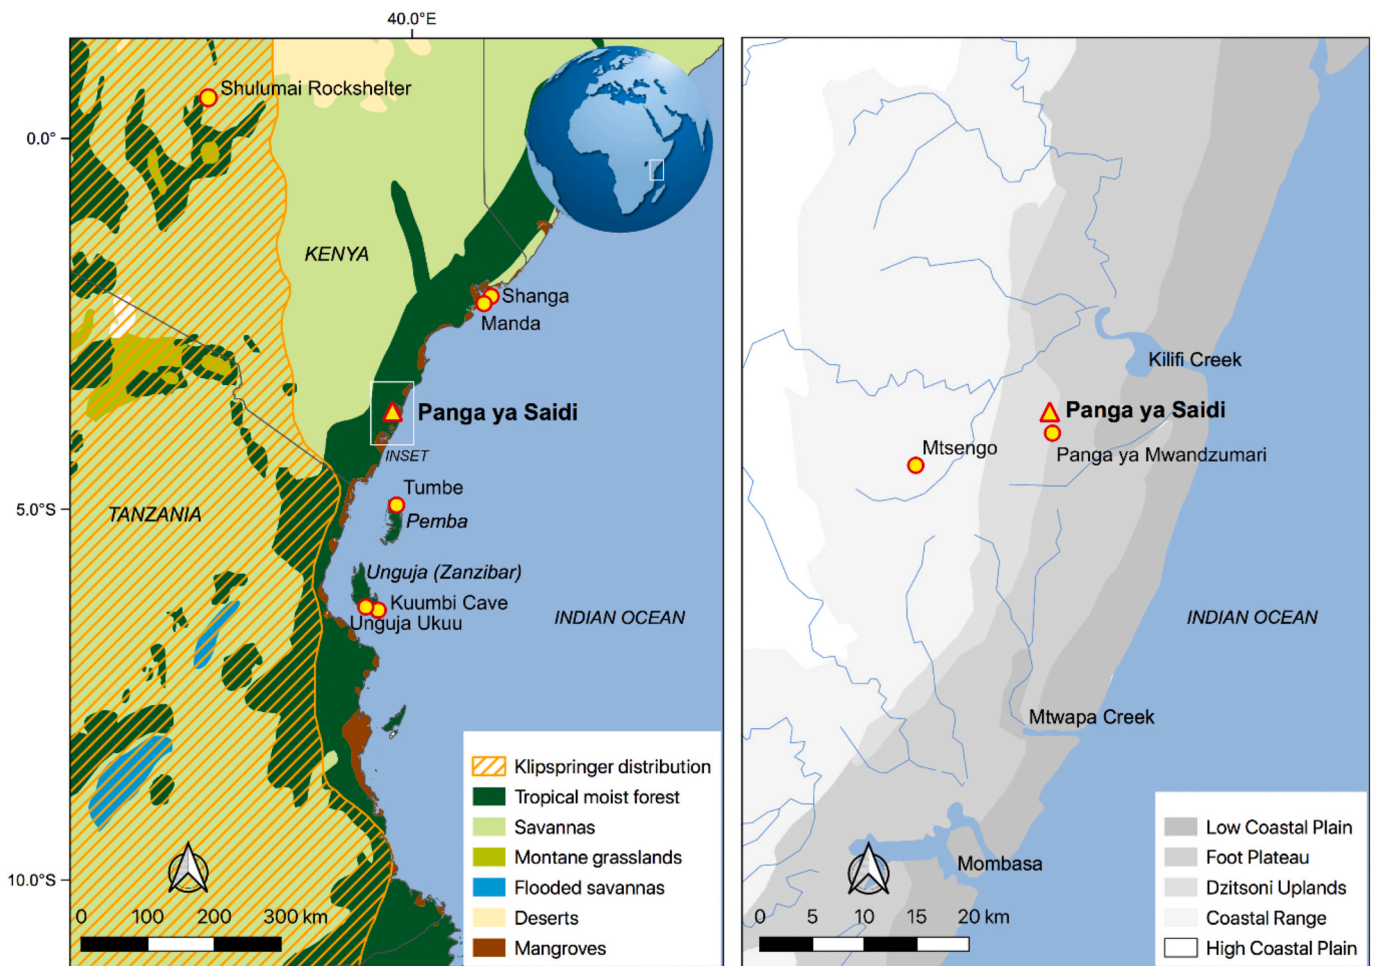 40.0°E
Shulumai Rockshelter
0.0°
KENYA
Shanga
Manda
Panga ya Saidi
INSET
Tumbe
5.0°S
TANZANIA
Pemba
Unguja (Zanzibar)
Kuumbi Cave
Unguja Ukuu
INDIAN OCEAN
Klipspringer distribution
Tropical moist forest
Savannas
Montane grasslands
Flooded savannas
Deserts
Mangroves
10.0°S
0 100 200 300 km
Kilifi Creek
Panga ya Saidi
Mtsengo
Panga ya Mwandzumari
INDIAN OCEAN
Mtwapa Creek
Mombasa
Low Coastal Plain
Foot Plateau
Dzitsoni Uplands
Coastal Range
High Coastal Plain
0 5 10 15 20 km